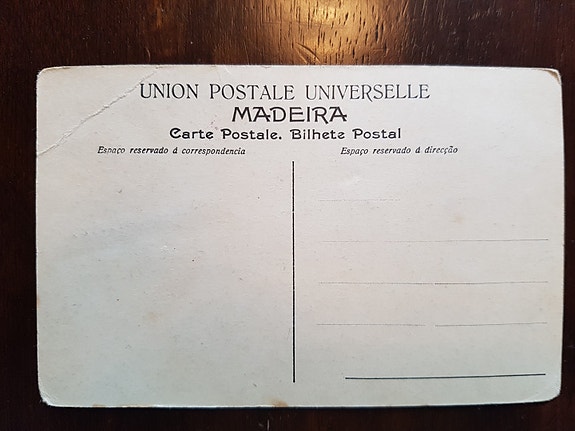 UNION POSTALE UNIVERSELLE
MADEIRA
Carte Postale. Bilhete Postal
Espaço reservado á correspondencia
Espaço reservado á direcção